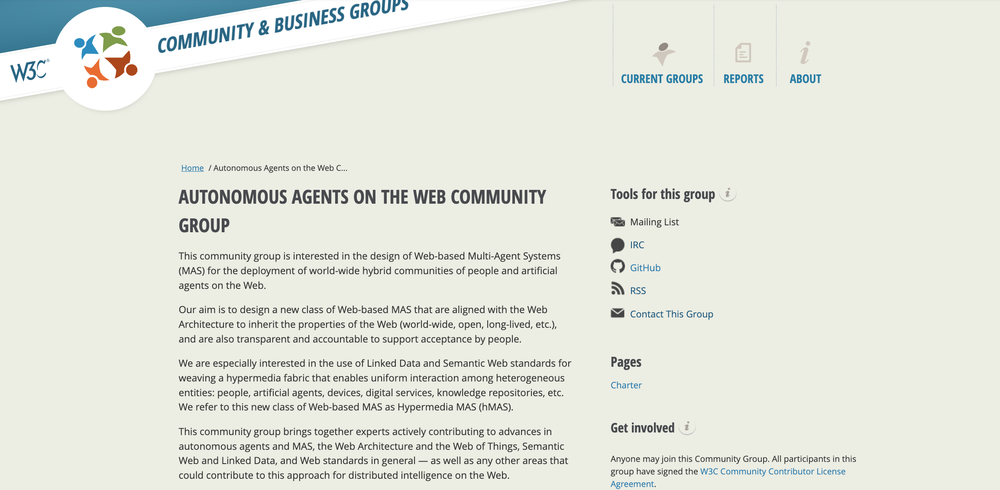 COMMUNITY & BUSINESS GROUPS
W3C®
CURRENT GROUPS
REPORTS
ABOUT
Home / Autonomous Agents on the Web C...
AUTONOMOUS AGENTS ON THE WEB COMMUNITY
GROUP
This community group is interested in the design of Web-based Multi-Agent Systems
(MAS) for the deployment of world-wide hybrid communities of people and artificial
agents on the Web.
Our aim is to design a new class of Web-based MAS that are aligned with the Web
Architecture to inherit the properties of the Web (world-wide, open, long-lived, etc.),
and are also transparent and accountable to support acceptance by people.
We are especially interested in the use of Linked Data and Semantic Web standards for
weaving a hypermedia fabric that enables uniform interaction among heterogeneous
entities: people, artificial agents, devices, digital services, knowledge repositories, etc.
We refer to this new class of Web-based MAS as Hypermedia MAS (hMAS).
This community group brings together experts actively contributing to advances in
autonomous agents and MAS, the Web Architecture and the Web of Things, Semantic
Web and Linked Data, and Web standards in general — as well as any other areas that
could contribute to this approach for distributed intelligence on the Web.
Tools for this group i
Mailing List
IRC
GitHub
RSS
Contact This Group
Pages
Charter
Get involved i
Anyone may join this Community Group. All participants in this
group have signed the W3C Community Contributor License
Agreement.